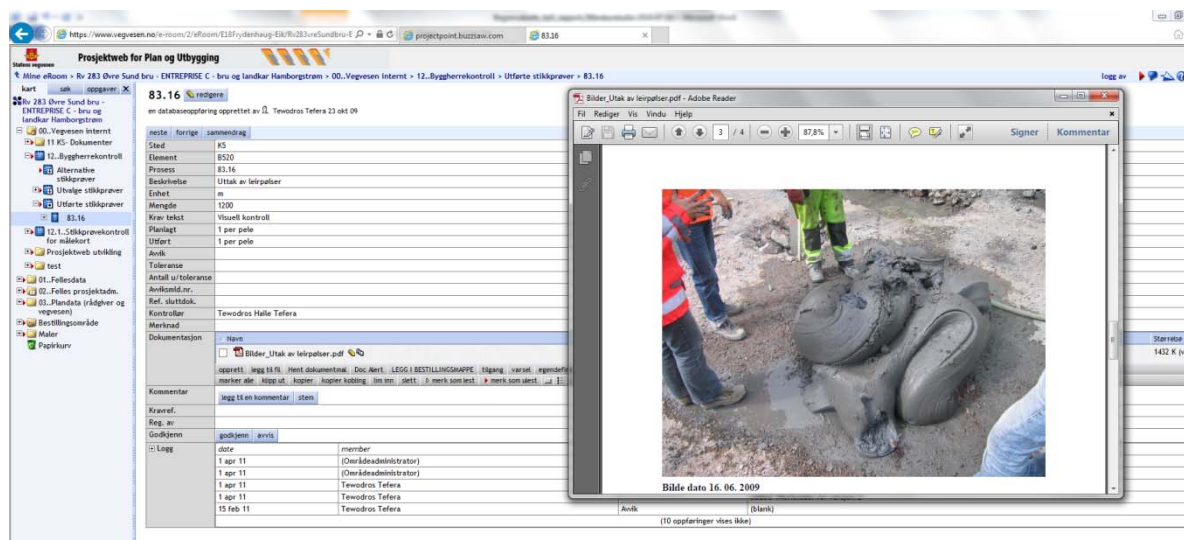 https://www.vegvesen.no/e-room/2/eRoom/E18Frydenhaug-Eik/Rv283vreSundbru-E
projectpoint.buzzsaw.com
83.16
Statens vegvesen
Prosjektweb for Plan og Utbygging
Mine eRoom > Rv 283 Øvre Sund bru - ENTREPRISE C - bru og landkar Hamborgstrøm > 00..Vegvesen internt > 12..Byggherrekontroll > Utførte stikkprøver > 83.16
logg av
kart søk oppgaver X
Rv 283 Øvre Sund bru - ENTREPRISE C - bru og landkar Hamborgstrøm
00..Vegvesen internt
11 KS- Dokumenter
12..Byggherrekontroll
Alternative stikkprøver
Utvalge stikkprøver
Utførte stikkprøver
83.16
12.1..Stikkprøvekontroll for målekort
Prosjektweb utvikling
test
01..Fellesdata
02..Felles prosjektadm.
03..Plandata (rådgiver og vegvesen)
Bestillingsområde
Maler
Papirkurv
83.16 redigere
en databaseoppføring opprettet av Tewodros Tefera 23 okt 09
neste forrige sammendrag
Sted K5
Element B520
Prosess 83.16
Beskrivelse Uttak av leirpølser
Enhet m
Mengde 1200
Krav tekst Visuell kontroll
Planlagt 1 per pele
Utført 1 per pele
Avvik
Toleranse
Antall u/toleranse
Avviksmld.nr.
Ref. sluttdok.
Kontrollør Tewodros Haile Tefera
Merknad
Dokumentasjon Navn Størrelse
Bilder_Utak av leirpølser.pdf 1432 K
opprett legg til fil Hent dokumentmal Doc Alert LEGG I BESTILLINGSMAPPE tilgang varsel
marker alle klipp ut kopier kopier kobling lim inn slett merk som lest merk som ulest
Kommentar legg til en kommentar stem
Kravref.
Reg. av
Godkjenn godkjenn avvis
Logg date member
1 apr 11 (Områdeadministrator)
1 apr 11 (Områdeadministrator)
1 apr 11 Tewodros Tefera
1 apr 11 Tewodros Tefera
15 feb 11 Tewodros Tefera Avvik (blank)
(10 oppføringer vises ikke)
Bilder_Utak av leirpølser.pdf - Adobe Reader
Fil Rediger Vis Vindu Hjelp
3 / 4 87,8% Signer Kommentar
Bilde dato 16. 06. 2009